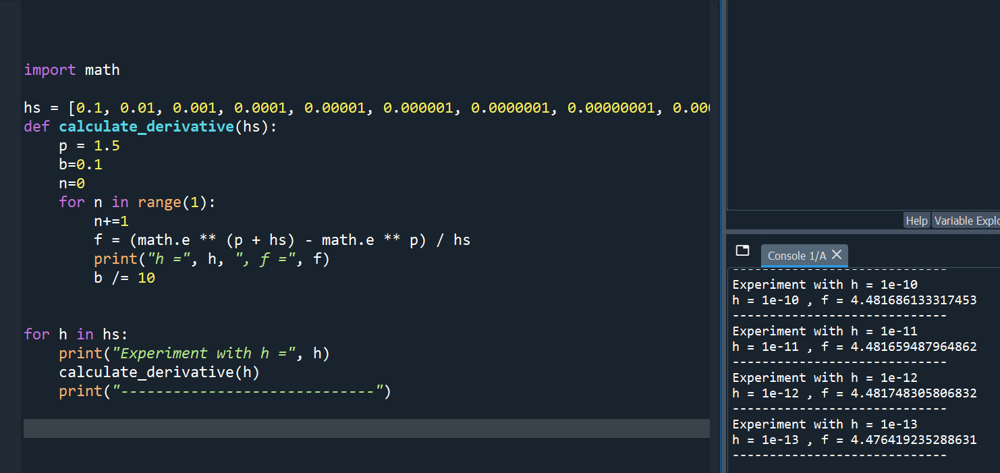 import math
hs = [0.1, 0.01, 0.001, 0.0001, 0.00001, 0.000001, 0.0000001, 0.00000001, 0.00
def calculate_derivative(hs):
    p = 1.5
    b=0.1
    n=0
    for n in range(1):
        n+=1
        f = (math.e ** (p + hs) - math.e ** p) / hs
        print("h =", h, ", f =", f)
        b /= 10
for h in hs:
    print("Experiment with h =", h)
    calculate_derivative(h)
    print("-----------------------------")
Help Variable Explo
Console 1/A
-----------------------------
Experiment with h = 1e-10
h = 1e-10 , f = 4.481686133317453
-----------------------------
Experiment with h = 1e-11
h = 1e-11 , f = 4.481659487964862
-----------------------------
Experiment with h = 1e-12
h = 1e-12 , f = 4.481748305806832
-----------------------------
Experiment with h = 1e-13
h = 1e-13 , f = 4.476419235288631
-----------------------------